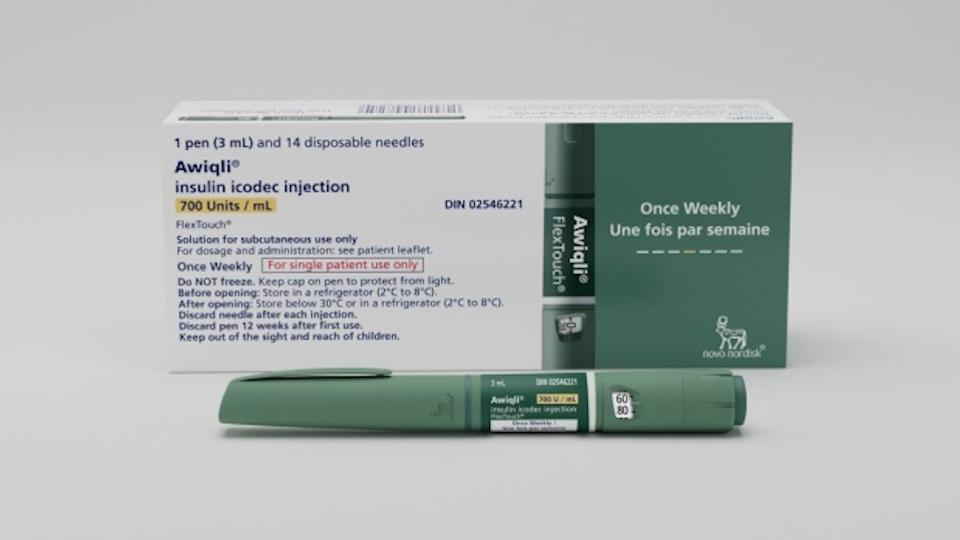 1 pen (3 mL) and 14 disposable needles
Awiqli®
insulin icodec injection
700 Units / mL
DIN 02546221
FlexTouch®
Solution for subcutaneous use only
For dosage and administration: see patient leaflet.
Once Weekly For single patient use only
Do NOT freeze. Keep cap on pen to protect from light.
Before opening: Store in a refrigerator (2°C to 8°C).
After opening: Store below 30°C or in a refrigerator (2°C to 8°C).
Discard needle after each injection.
Discard pen 12 weeks after first use.
Keep out of the sight and reach of children.
Awiqli®
FlexTouch®
Once Weekly
Une fois par semaine
novo nordisk®
3 mL DIN 02546221
Awiqli® 700 U / mL
insulin icodec injection
FlexTouch®
Once Weekly /
Une fois par semaine
60
80